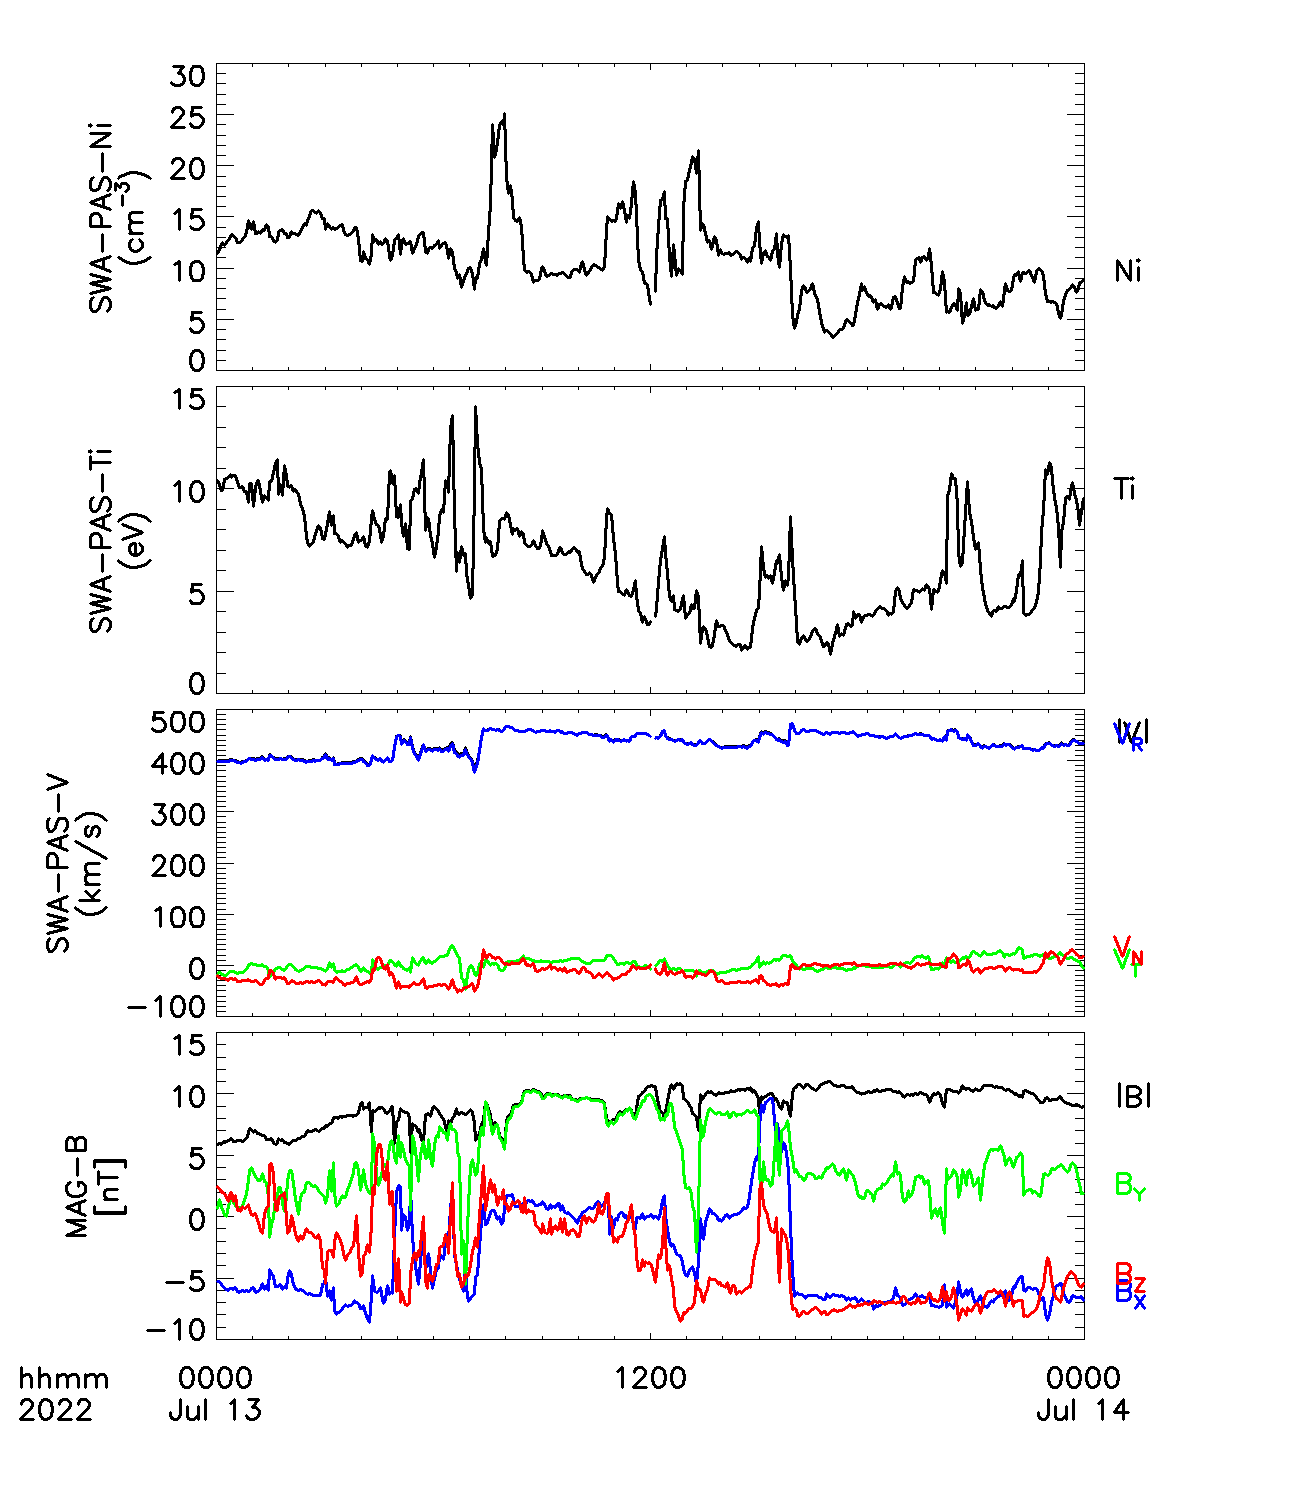 30
25
20
15
10
5
0
SWA-PAS-Ni
(cm⁻³)
Ni
15
10
5
0
SWA-PAS-Ti
(eV)
Ti
500
400
300
200
100
0
-100
SWA-PAS-V
(km/s)
|V|
V_R
V_N
V_T
15
10
5
0
-5
-10
MAG-B
[nT]
|B|
B_Y
B_Z
B_X
hhmm 0000 1200 0000
2022 Jul 13 Jul 14